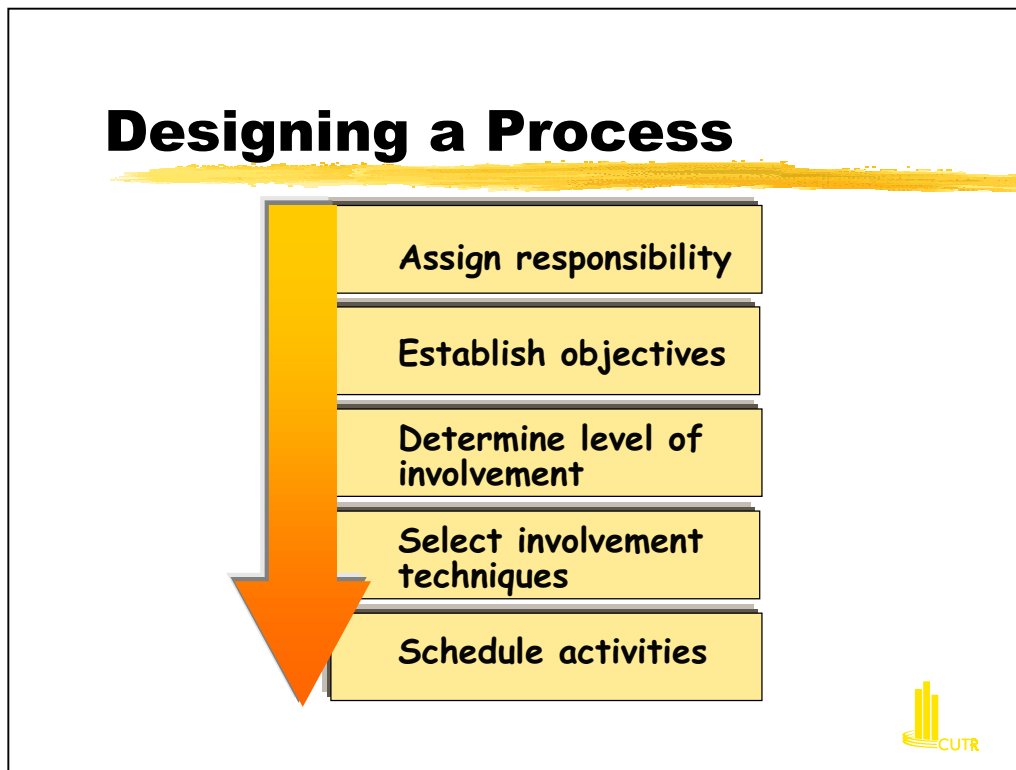 Designing a Process
Assign responsibility
Establish objectives
Determine level of
involvement
Select involvement
techniques
Schedule activities
CUTR